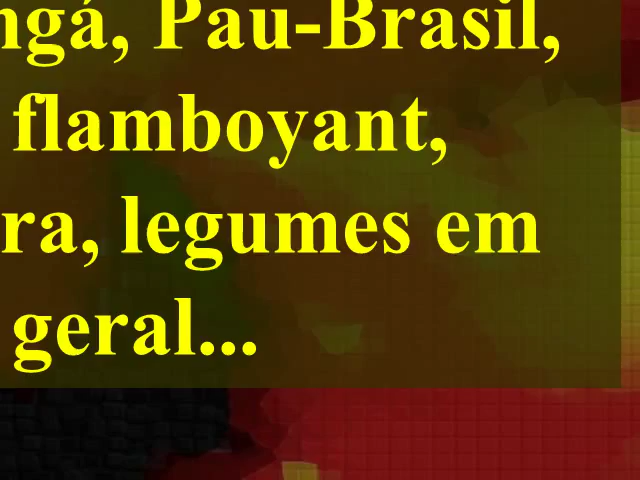 ngá, Pau-Brasil,
flamboyant,
ra, legumes em
geral...